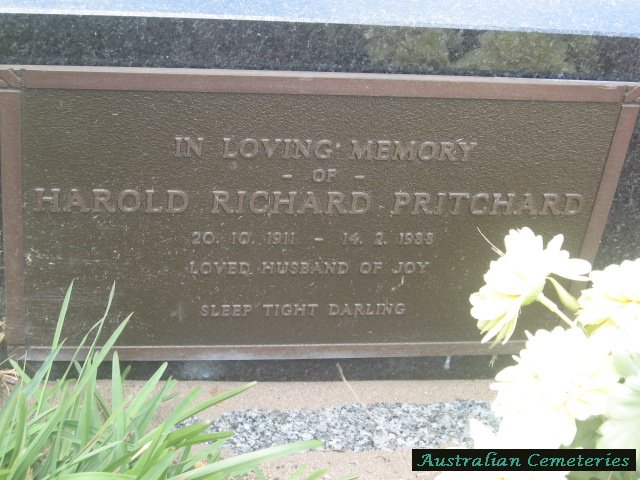 IN LOVING MEMORY
- OF -
HAROLD RICHARD PRITCHARD
20. 10. 1911 - 14. 2. 1988
LOVED HUSBAND OF JOY
SLEEP TIGHT DARLING
Australian Cemeteries